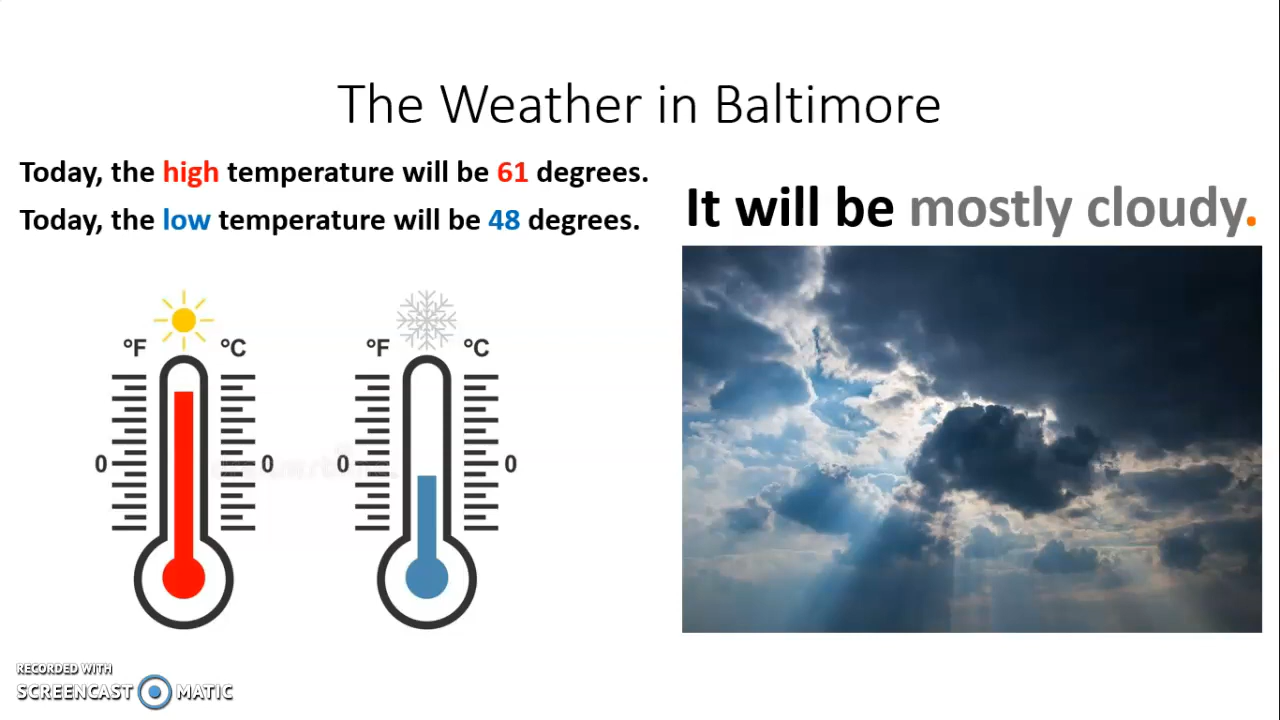 The Weather in Baltimore
Today, the high temperature will be 61 degrees.
Today, the low temperature will be 48 degrees.
It will be mostly cloudy.
°F °C
0 0
°F °C
0 0
RECORDED WITH
SCREENCAST MATIC